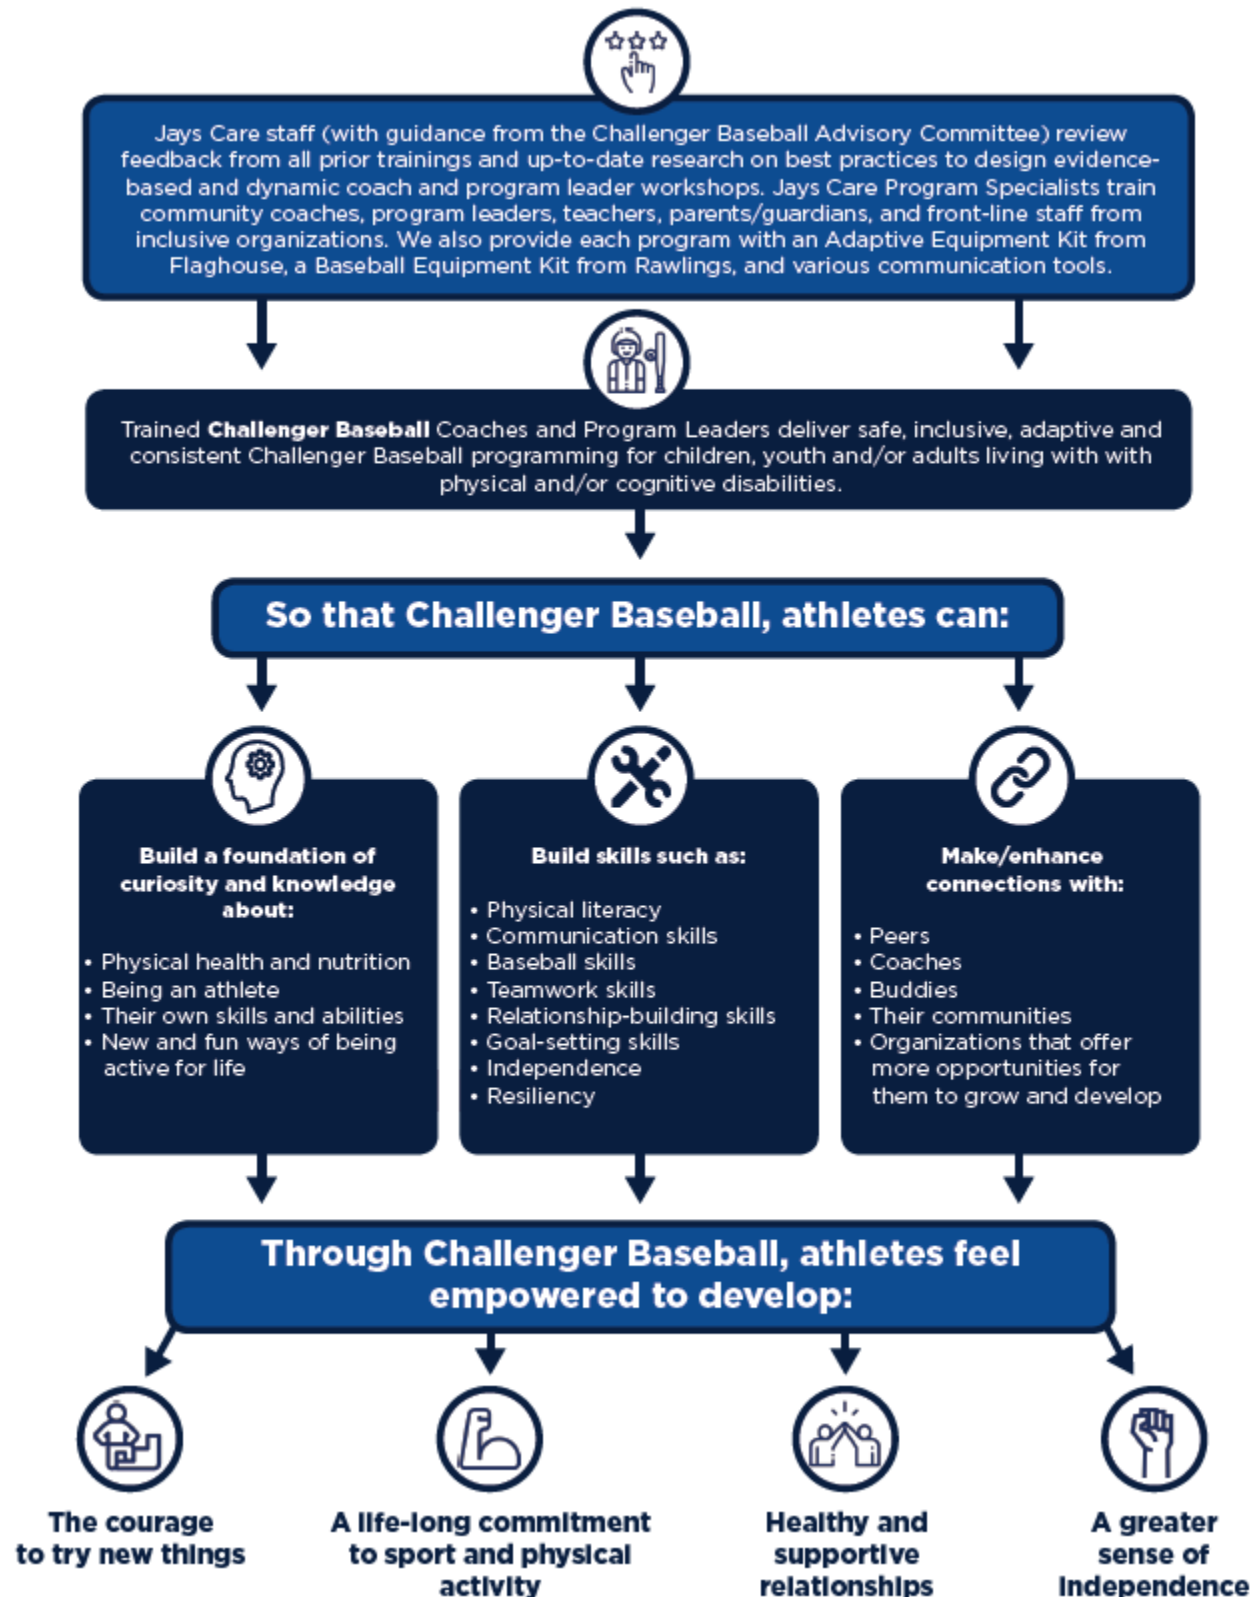 Jays Care staff (with guidance from the Challenger Baseball Advisory Committee) review
feedback from all prior trainings and up-to-date research on best practices to design evidence-
based and dynamic coach and program leader workshops. Jays Care Program Specialists train
community coaches, program leaders, teachers, parents/guardians, and front-line staff from
inclusive organizations. We also provide each program with an Adaptive Equipment Kit from
Flaghouse, a Baseball Equipment Kit from Rawlings, and various communication tools.
Trained Challenger Baseball Coaches and Program Leaders deliver safe, inclusive, adaptive and
consistent Challenger Baseball programming for children, youth and/or adults living with with
physical and/or cognitive disabilities.
So that Challenger Baseball, athletes can:
Build a foundation of
curiosity and knowledge
about:
• Physical health and nutrition
• Being an athlete
• Their own skills and abilities
• New and fun ways of being
active for life
Build skills such as:
• Physical literacy
• Communication skills
• Baseball skills
• Teamwork skills
• Relationship-building skills
• Goal-setting skills
• Independence
• Resiliency
Make/enhance
connections with:
• Peers
• Coaches
• Buddies
• Their communities
• Organizations that offer
more opportunities for
them to grow and develop
Through Challenger Baseball, athletes feel
empowered to develop:
The courage
to try new things
A life-long commitment
to sport and physical
activity
Healthy and
supportive
relationships
A greater
sense of
independence